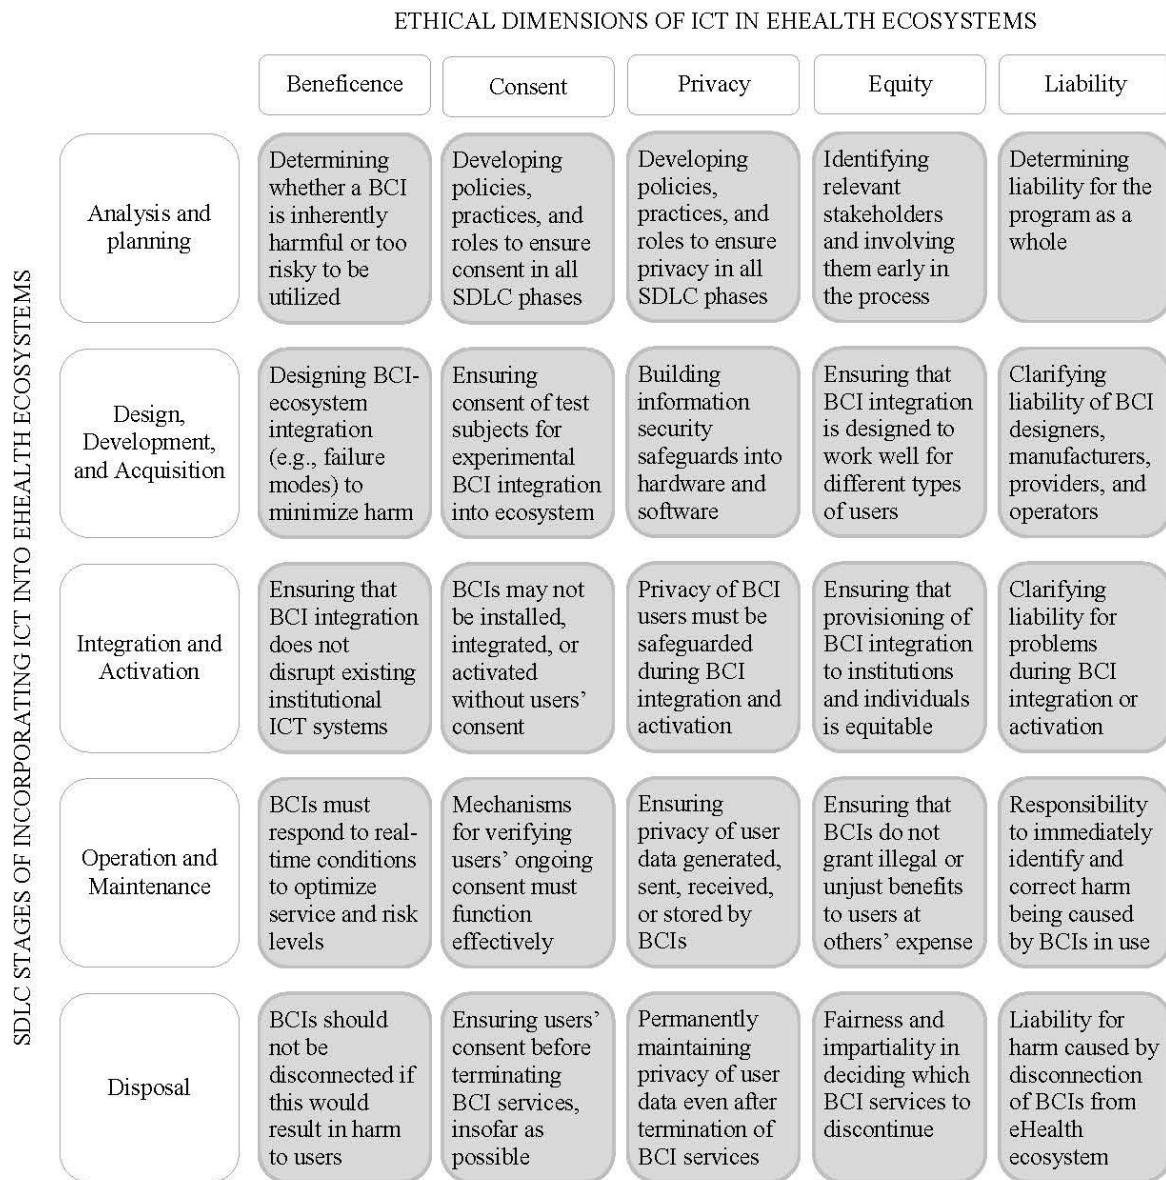 ETHICAL DIMENSIONS OF ICT IN EHEALTH ECOSYSTEMS
SDLC STAGES OF INCORPORATING ICT INTO EHEALTH ECOSYSTEMS
Beneficence
Consent
Privacy
Equity
Liability
Analysis and
planning
Determining
whether a BCI
is inherently
harmful or too
risky to be
utilized
Developing
policies,
practices, and
roles to ensure
consent in all
SDLC phases
Developing
policies,
practices, and
roles to ensure
privacy in all
SDLC phases
Identifying
relevant
stakeholders
and involving
them early in
the process
Determining
liability for the
program as a
whole
Design,
Development,
and Acquisition
Designing BCI-
ecosystem
integration
(e.g., failure
modes) to
minimize harm
Ensuring
consent of test
subjects for
experimental
BCI integration
into ecosystem
Building
information
security
safeguards into
hardware and
software
Ensuring that
BCI integration
is designed to
work well for
different types
of users
Clarifying
liability of BCI
designers,
manufacturers,
providers, and
operators
Integration and
Activation
Ensuring that
BCI integration
does not
disrupt existing
institutional
ICT systems
BCIs may not
be installed,
integrated, or
activated
without users’
consent
Privacy of BCI
users must be
safeguarded
during BCI
integration and
activation
Ensuring that
provisioning of
BCI integration
to institutions
and individuals
is equitable
Clarifying
liability for
problems
during BCI
integration or
activation
Operation and
Maintenance
BCIs must
respond to real-
time conditions
to optimize
service and risk
levels
Mechanisms
for verifying
users’ ongoing
consent must
function
effectively
Ensuring
privacy of user
data generated,
sent, received,
or stored by
BCIs
Ensuring that
BCIs do not
grant illegal or
unjust benefits
to users at
others’ expense
Responsibility
to immediately
identify and
correct harm
being caused
by BCIs in use
Disposal
BCIs should
not be
disconnected if
this would
result in harm
to users
Ensuring users’
consent before
terminating
BCI services,
insofar as
possible
Permanently
maintaining
privacy of user
data even after
termination of
BCI services
Fairness and
impartiality in
deciding which
BCI services to
discontinue
Liability for
harm caused by
disconnection
of BCIs from
eHealth
ecosystem